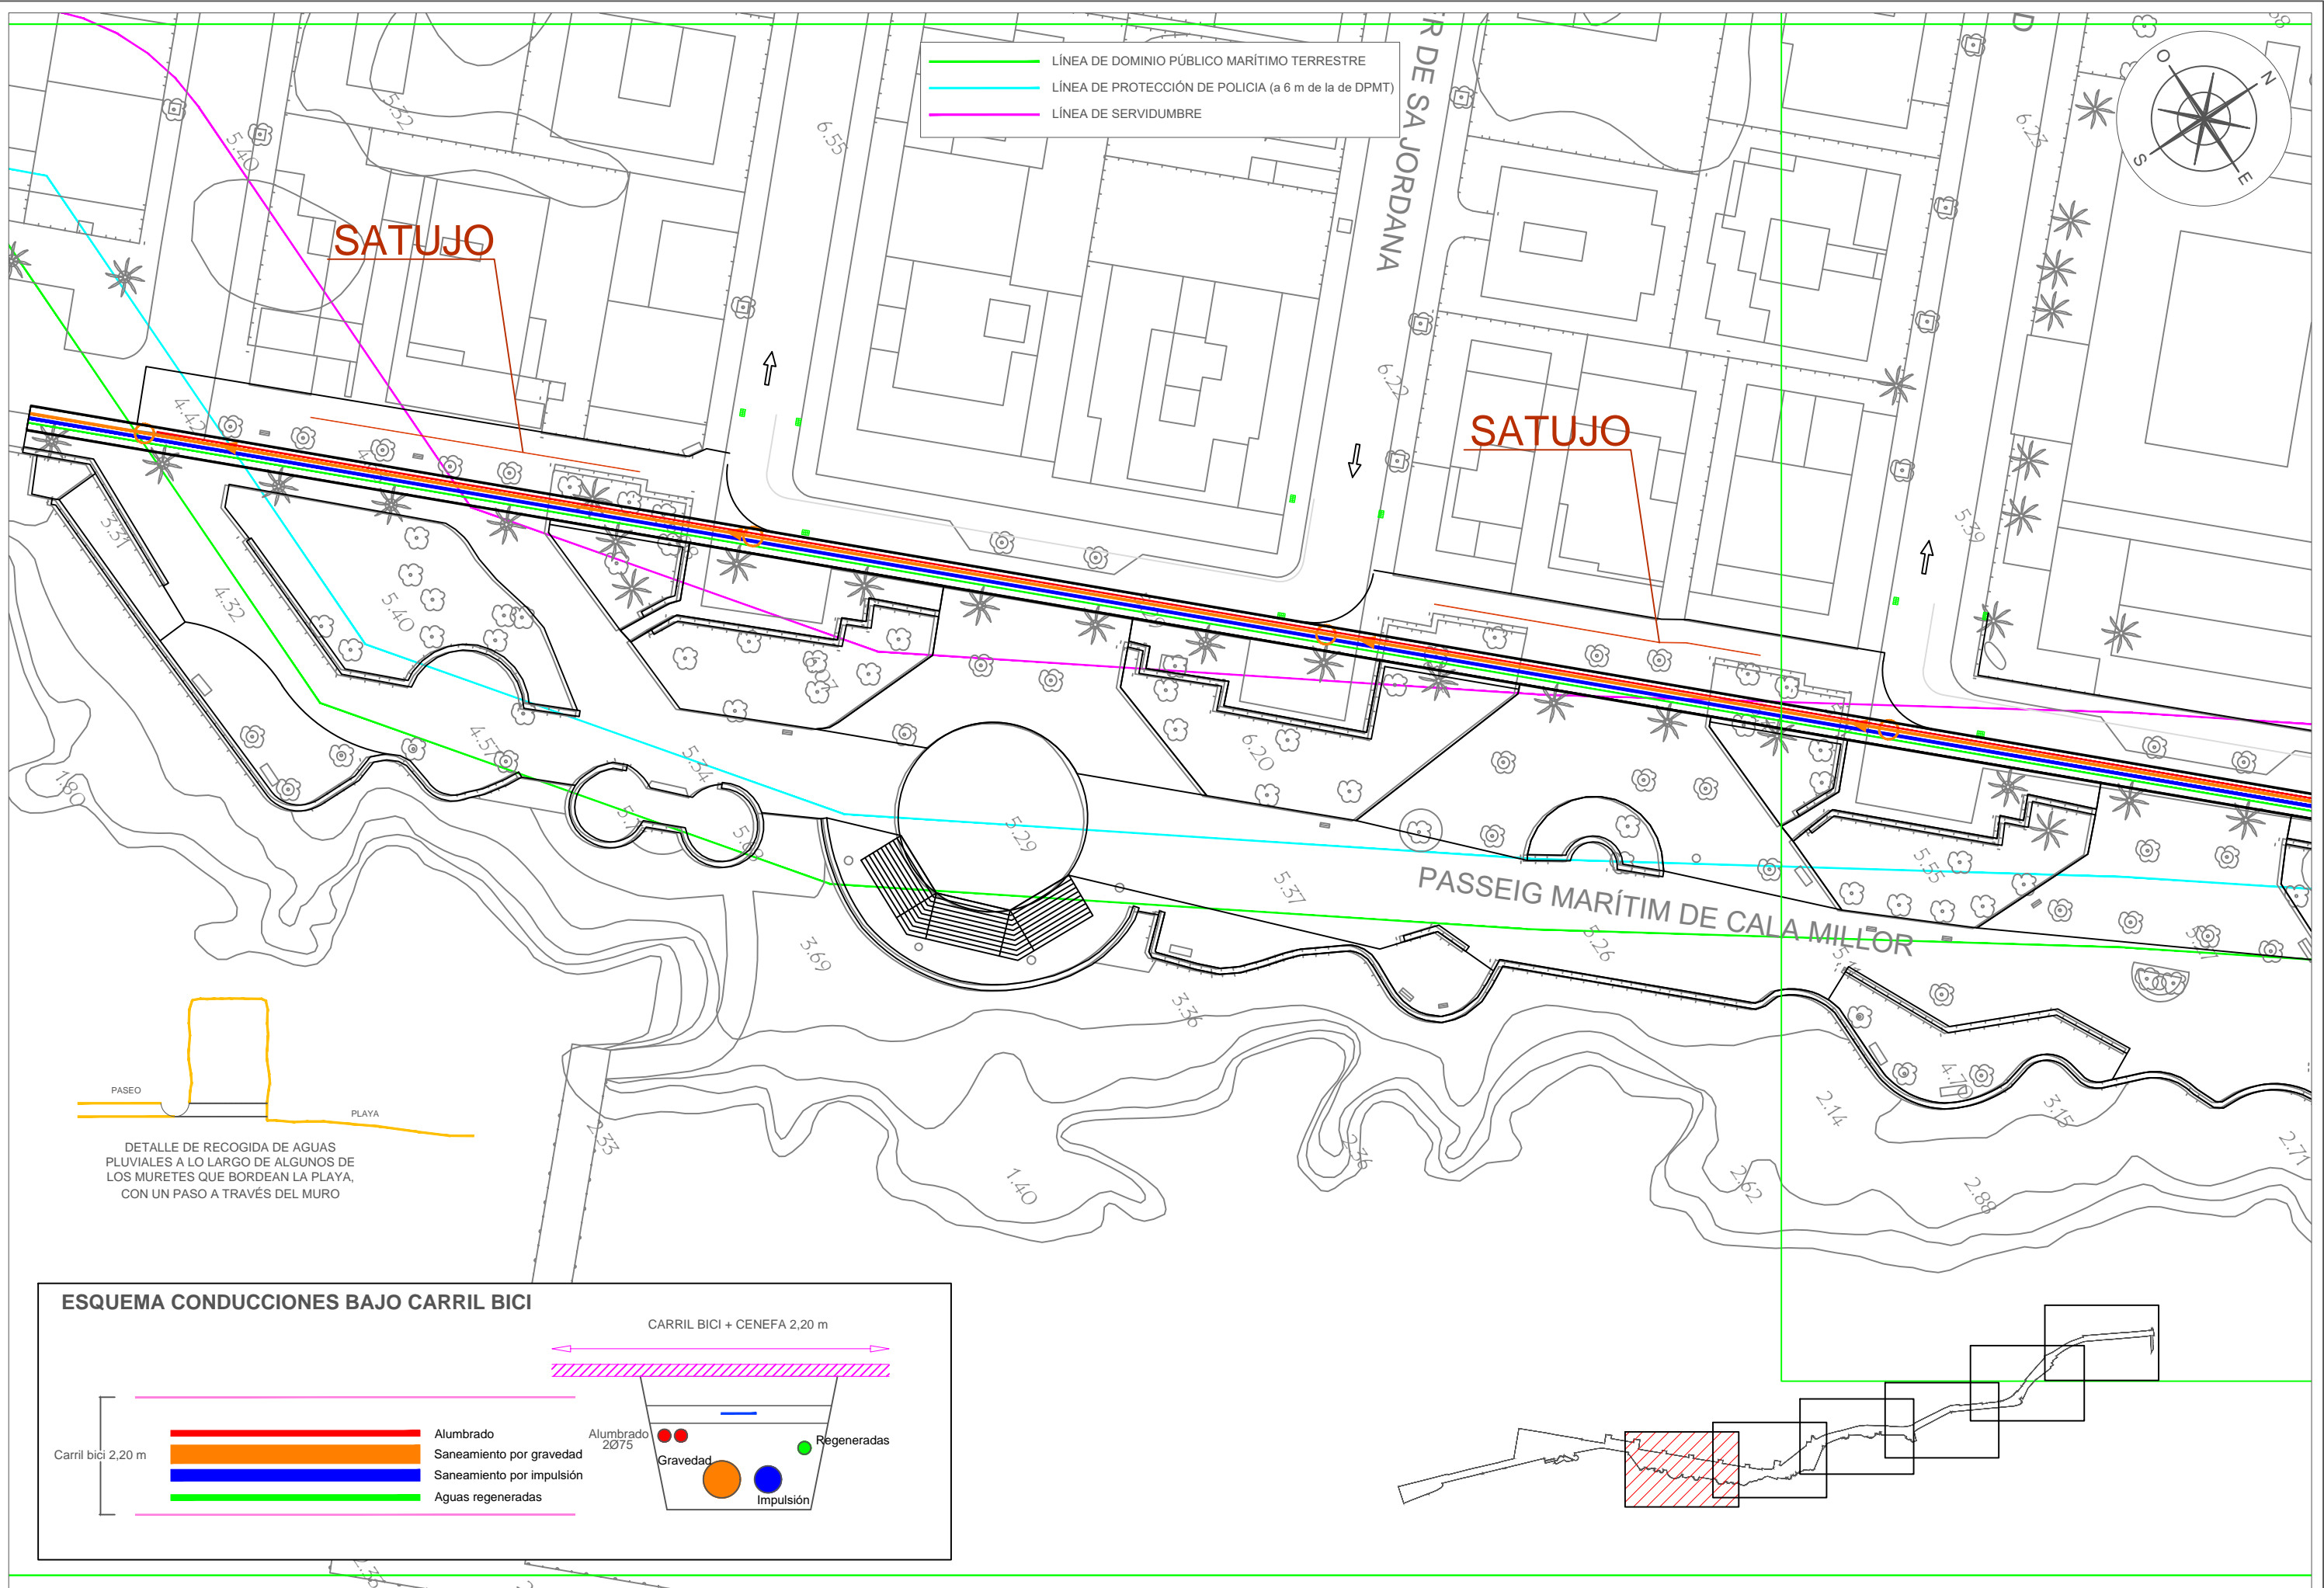 LÍNEA DE DOMINIO PÚBLICO MARÍTIMO TERRESTRE
LÍNEA DE PROTECCIÓN DE POLICIA (a 6 m de la de DPMT)
LÍNEA DE SERVIDUMBRE
R DE SA JORDANA
D
O
N
S
E
5.32
5.40
6.55
6.23
SATUJO
SATUJO
6.22
4.42
5.39
3.31
4.32
5.40
4.57
5.34
6.20
5.29
5.37
5.55
PASSEIG MARÍTIM DE CALA MILLOR
5.26
1.80
3.69
3.36
4.70
2.14
3.15
2.71
2.33
2.36
1.40
2.62
2.88
PASEO
PLAYA
DETALLE DE RECOGIDA DE AGUAS
PLUVIALES A LO LARGO DE ALGUNOS DE
LOS MURETES QUE BORDEAN LA PLAYA,
CON UN PASO A TRAVÉS DEL MURO
ESQUEMA CONDUCCIONES BAJO CARRIL BICI
CARRIL BICI + CENEFA 2,20 m
Carril bici 2,20 m
Alumbrado
Saneamiento por gravedad
Saneamiento por impulsión
Aguas regeneradas
Alumbrado
2Ø75
Regeneradas
Gravedad
Impulsión